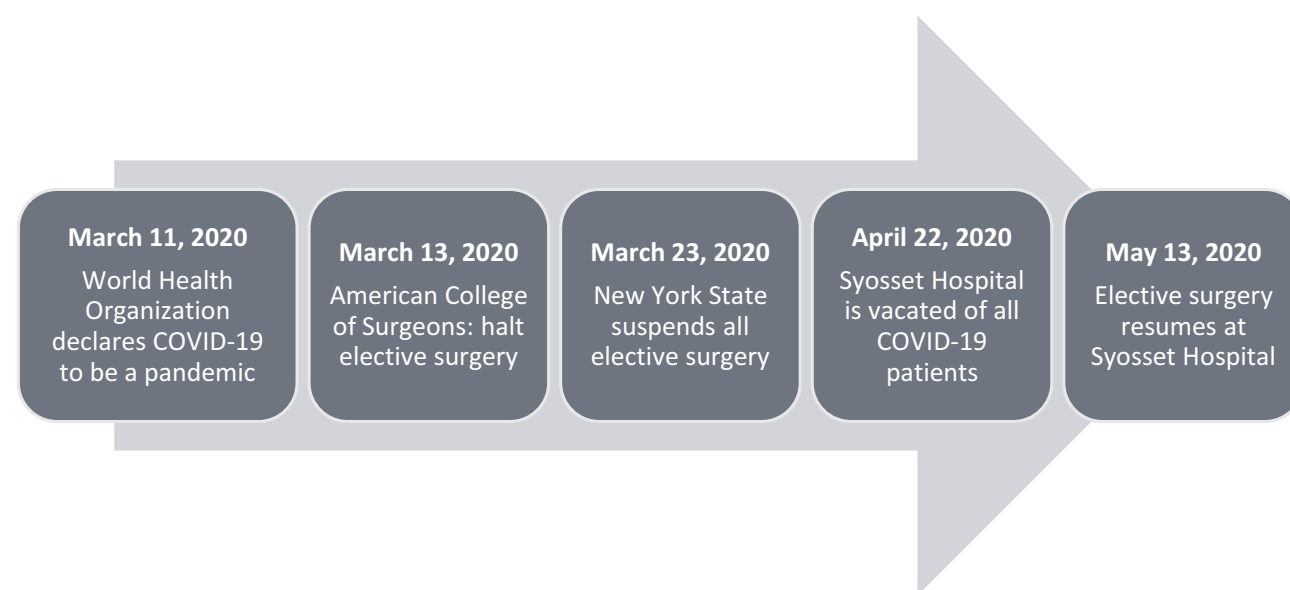 March 11, 2020
World Health
Organization
declares COVID-19
to be a pandemic
March 13, 2020
American College
of Surgeons: halt
elective surgery
March 23, 2020
New York State
suspends all
elective surgery
April 22, 2020
Syosset Hospital
is vacated of all
COVID-19
patients
May 13, 2020
Elective surgery
resumes at
Syosset Hospital